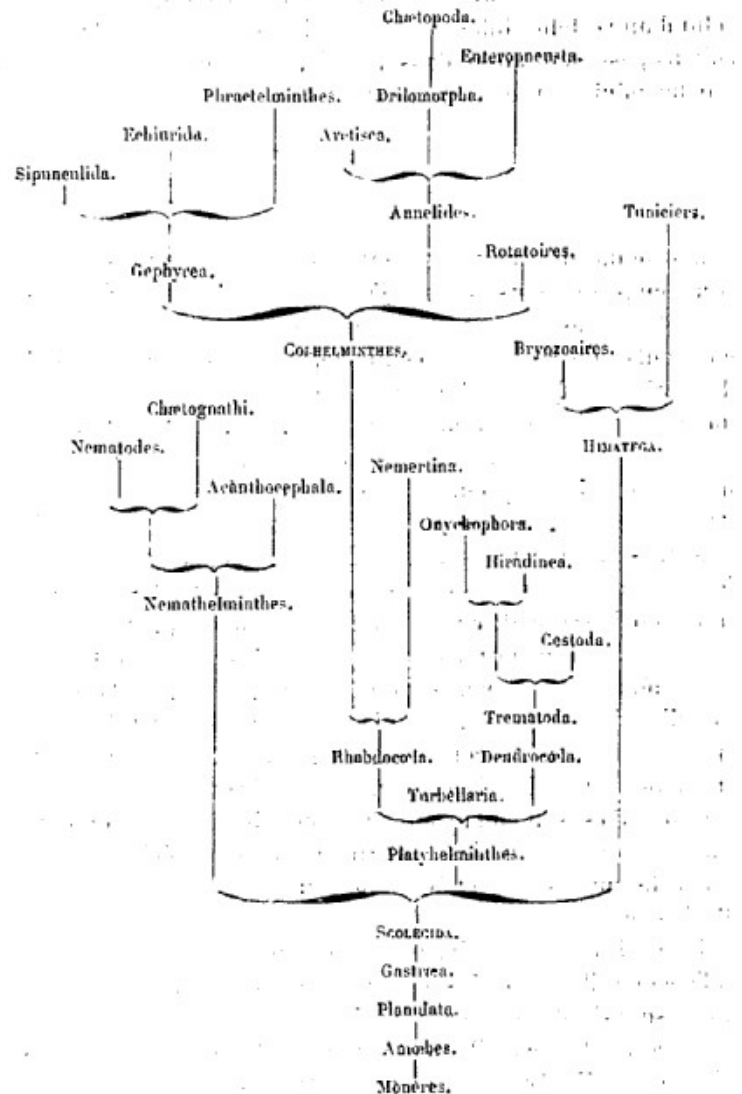 Chætopoda.
Enteropneusta.
Phractelminthes.
Drilomorpha.
Echiurida.
Arctisca.
Sipunculida.
Annelides.
Tuniciers.
Rotatoires.
Gephyrea.
COELHELMINTHES.
Bryozoaires.
Chætognathi.
Nematodes.
Nemertina.
HIMATEGA.
Acanthocephala.
Onychophora.
Hirudinea.
Nemathelminthes.
Cestoda.
Trematoda.
Rhabdocœla.
Dendrocœla.
Turbellaria.
Platyhelminthes.
SCOLECIDA.
Gastræa.
Planulata.
Amœbes.
Monères.